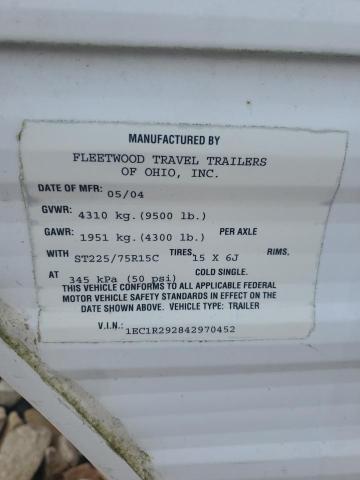 MANUFACTURED BY
FLEETWOOD TRAVEL TRAILERS
OF OHIO, INC.
DATE OF MFR: 05/04
GVWR: 4310 kg.(9500 lb.)
GAWR: 1951 kg.(4300 lb.) PER AXLE
WITH ST225/75R15C TIRES, 15 X 6J RIMS,
AT 345 kPa (50 psi) COLD SINGLE.
THIS VEHICLE CONFORMS TO ALL APPLICABLE FEDERAL
MOTOR VEHICLE SAFETY STANDARDS IN EFFECT ON THE
DATE SHOWN ABOVE. VEHICLE TYPE: TRAILER
V.I.N.: 1EC1R292842970452